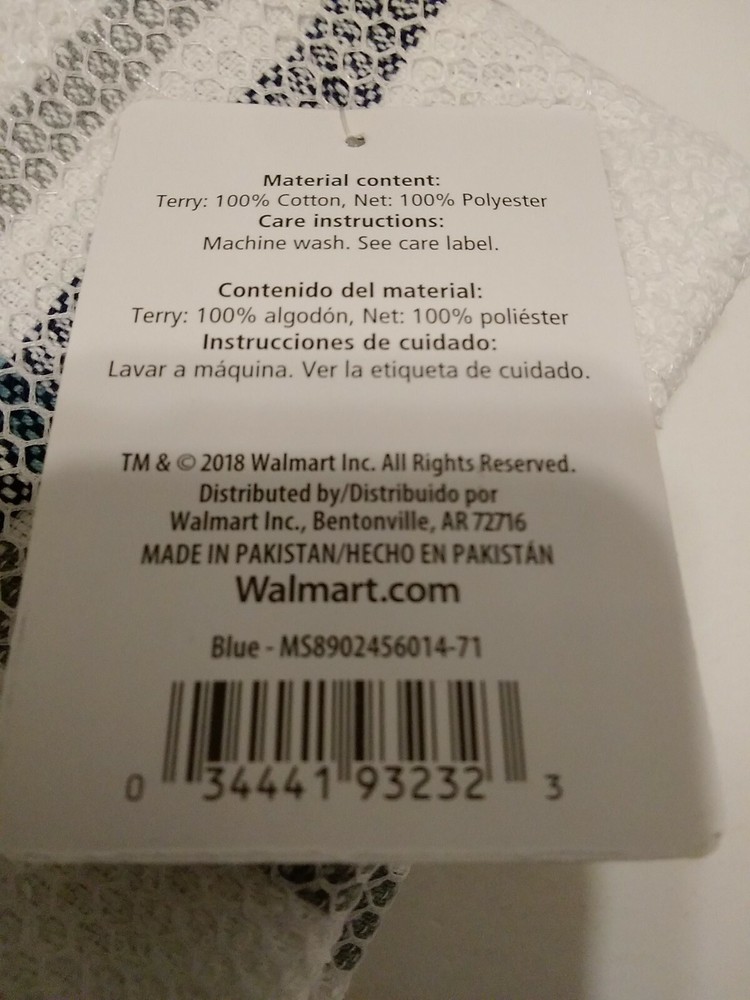 Material content:
Terry: 100% Cotton, Net: 100% Polyester
Care instructions:
Machine wash. See care label.
Contenido del material:
Terry: 100% algodón, Net: 100% poliéster
Instrucciones de cuidado:
Lavar a máquina. Ver la etiqueta de cuidado.
TM & © 2018 Walmart Inc. All Rights Reserved.
Distributed by/Distribuido por
Walmart Inc., Bentonville, AR 72716
MADE IN PAKISTAN/HECHO EN PAKISTÁN
Walmart.com
Blue - MS8902456014-71
0 34441 93232 3